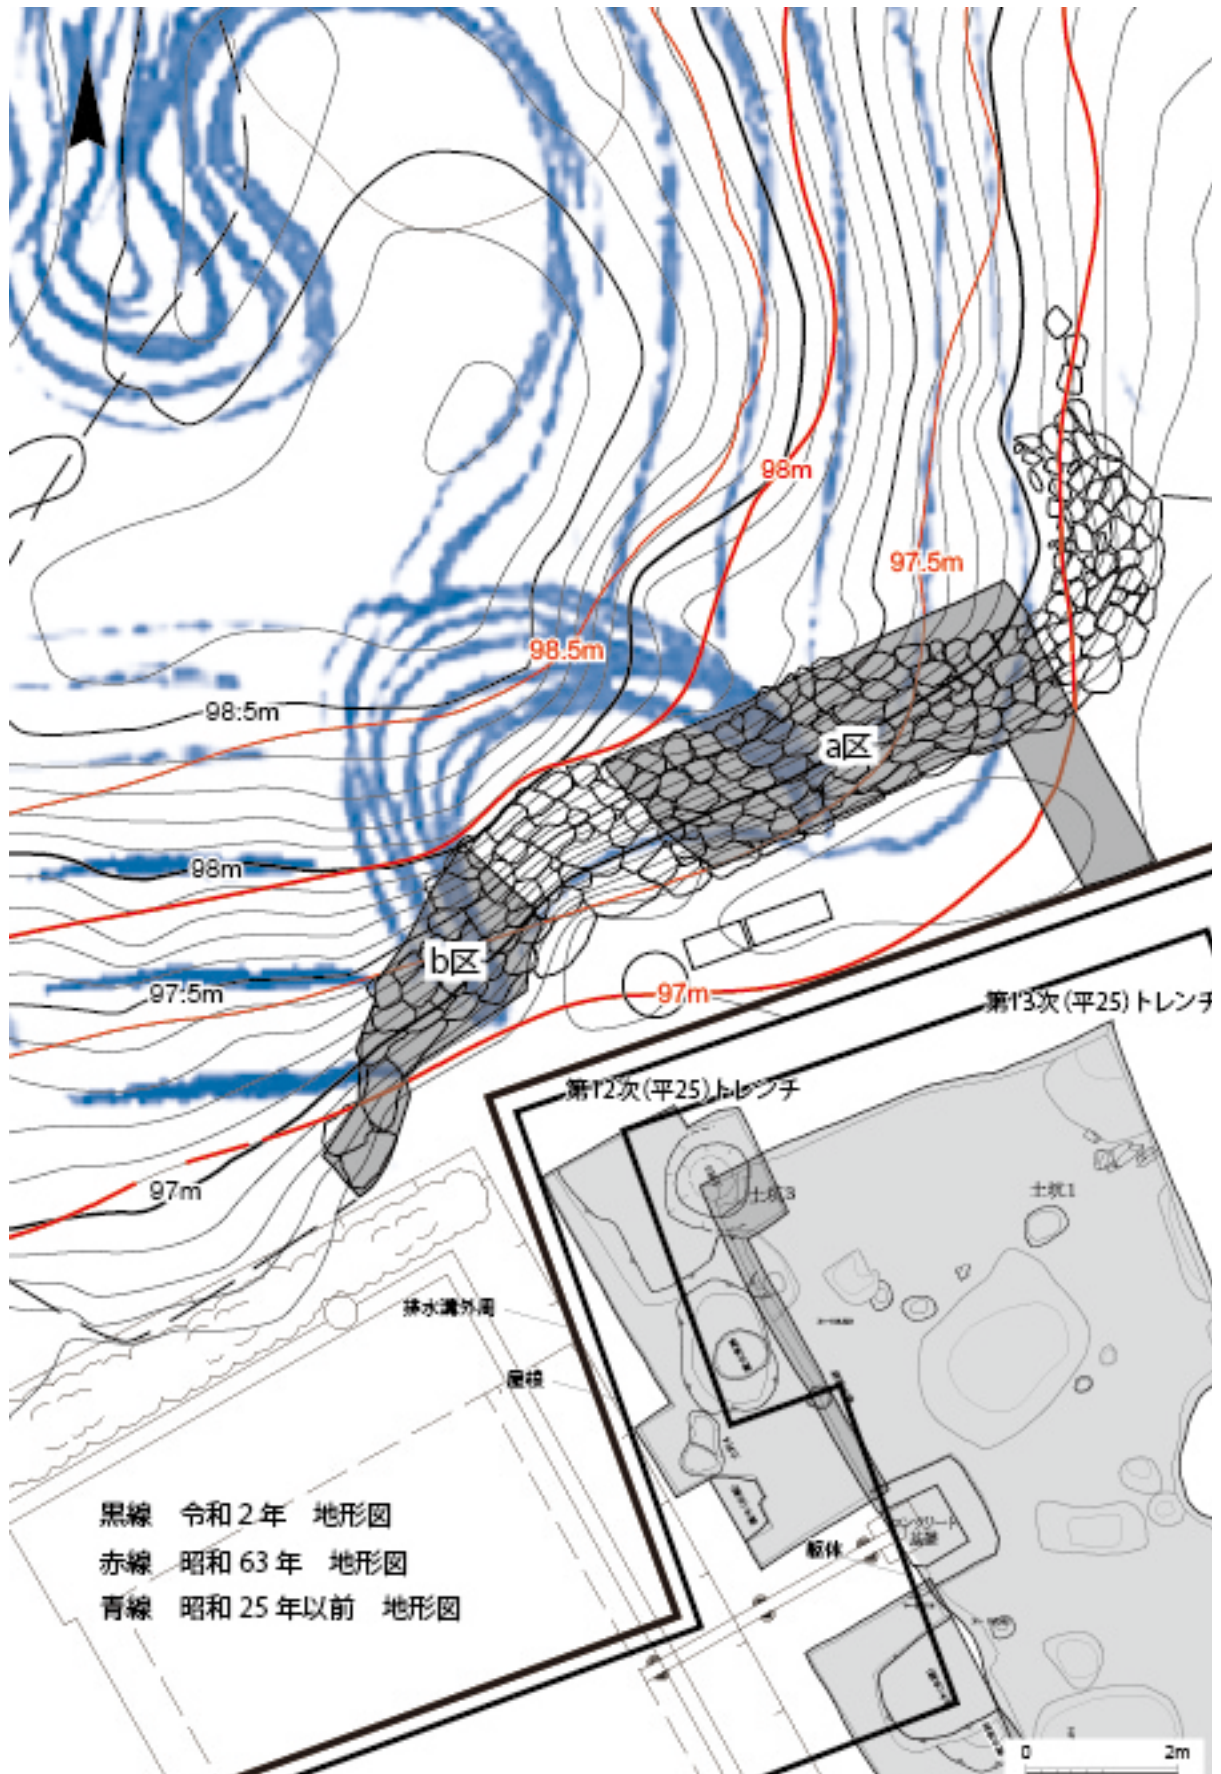 98m
97.5m
98.5m
98.5m
a区
98m
b区
97.5m
97m
第13次(平25)トレンチ
第12次(平25)トレンチ
97m
土坑3
土坑1
排水溝外周
屋根
黒線 令和2年 地形図
コンクリート
基礎
躯体
赤線 昭和63年 地形図
青線 昭和25年以前 地形図
0 2m